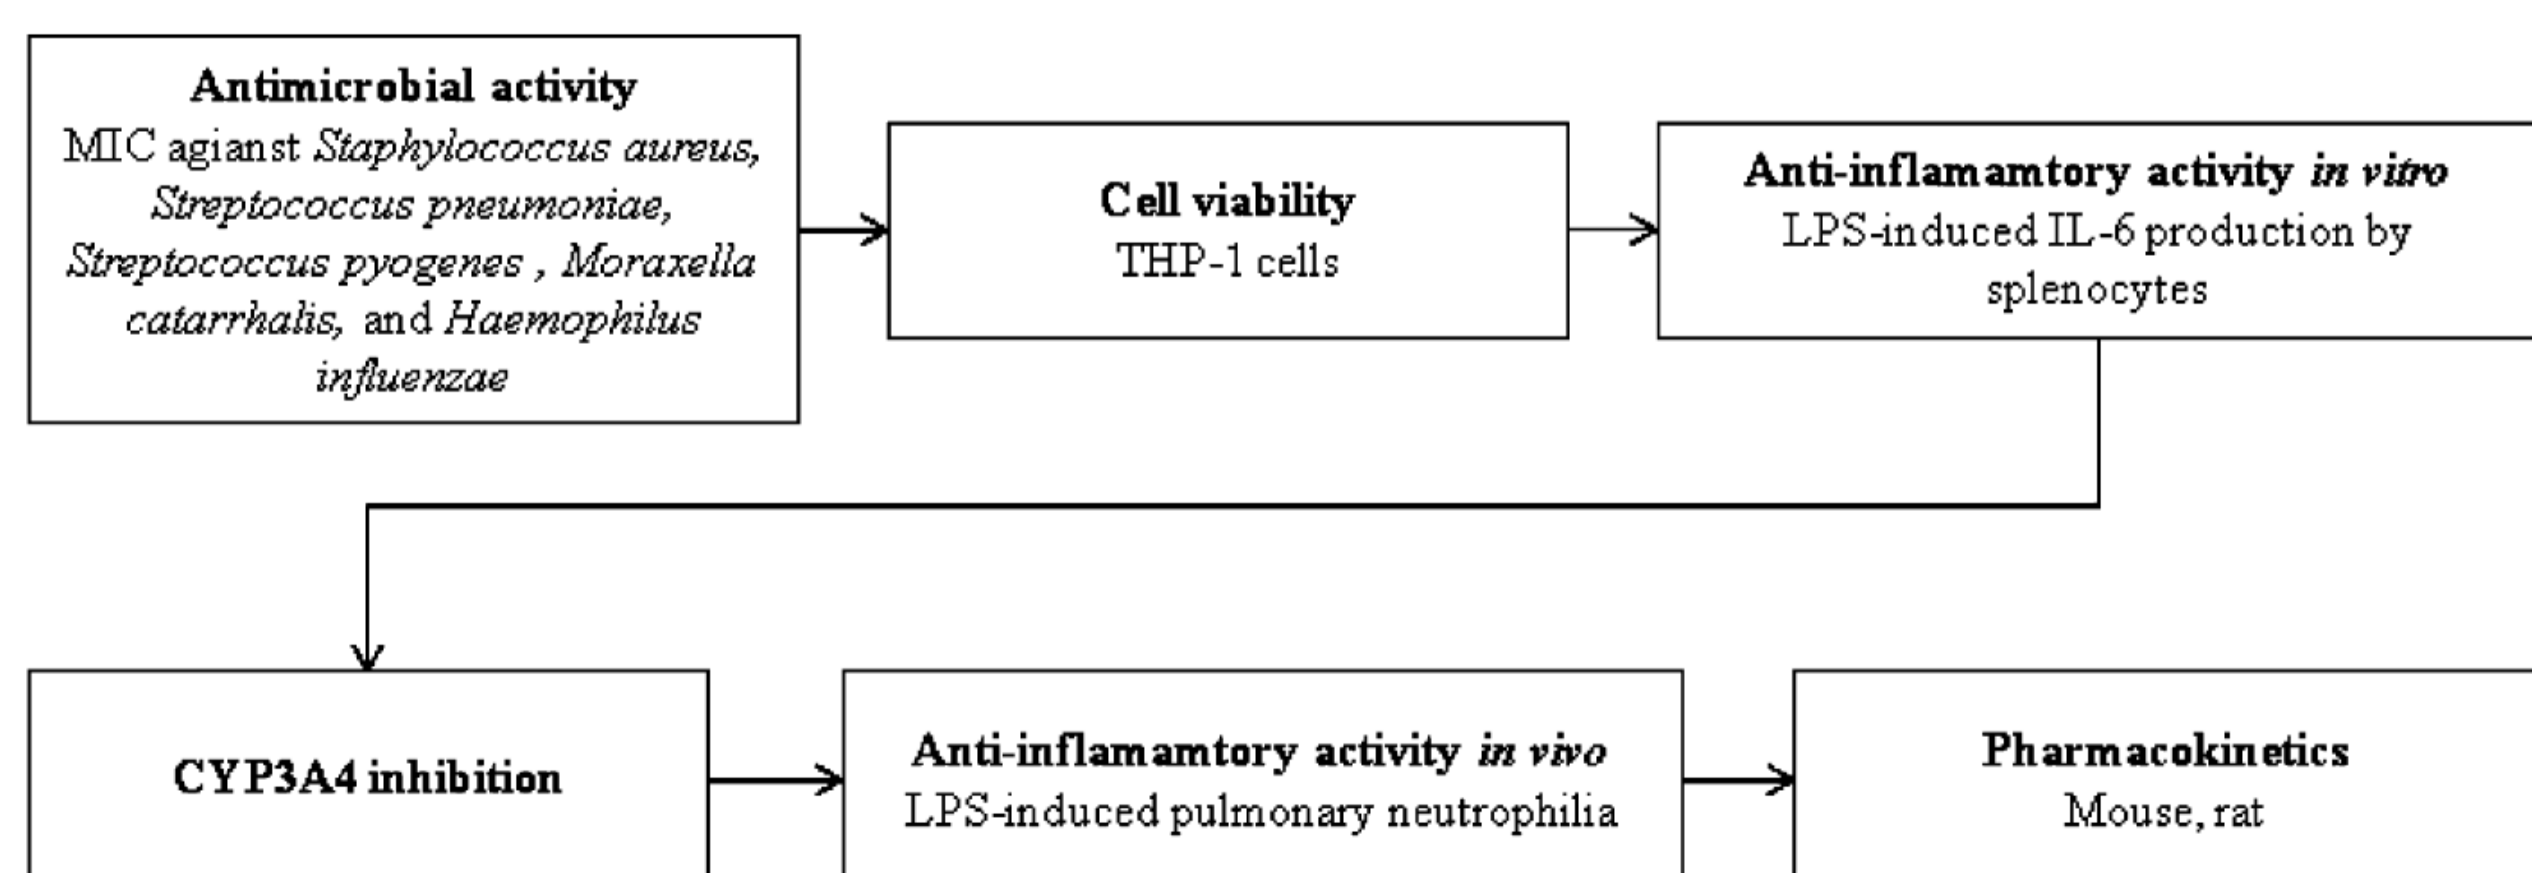 Antimicrobial activity
MIC agianst Staphylococcus aureus,
Streptococcus pneumoniae,
Streptococcus pyogenes , Moraxella
catarrhalis, and Haemophilus
influenzae
Cell viability
THP-1 cells
Anti-inflamamtory activity in vitro
LPS-induced IL-6 production by
splenocytes
CYP3A4 inhibition
Anti-inflamamtory activity in vivo
LPS-induced pulmonary neutrophilia
Pharmacokinetics
Mouse, rat